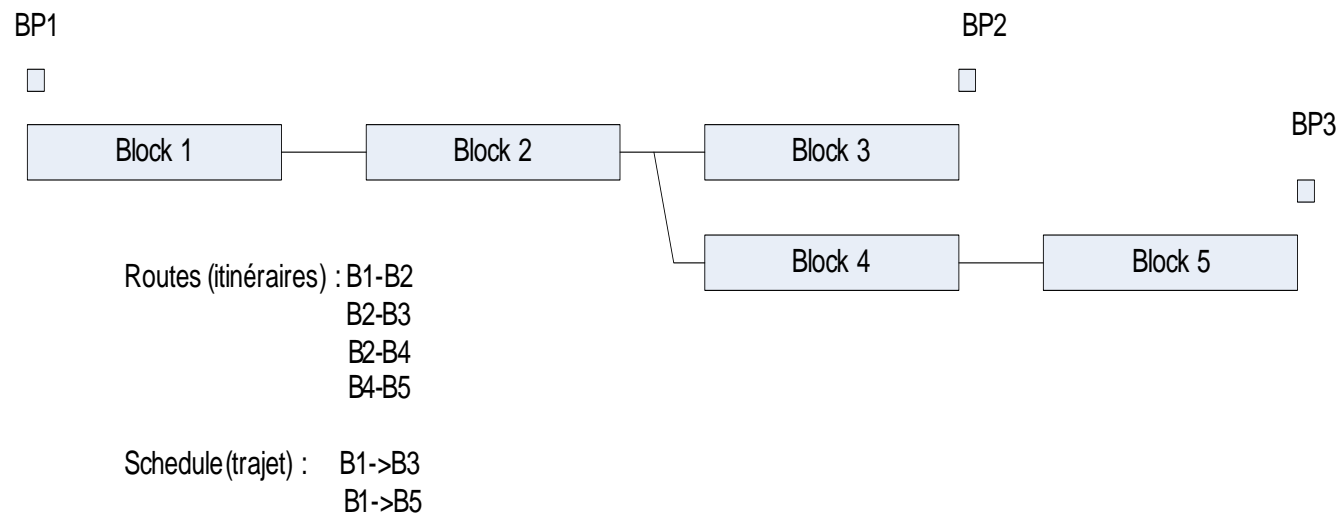 BP1
BP2
BP3
Block 1
Block 2
Block 3
Block 4
Block 5
Routes (itinéraires) : B1-B2
B2-B3
B2-B4
B4-B5
Schedule (trajet) : B1->B3
B1->B5